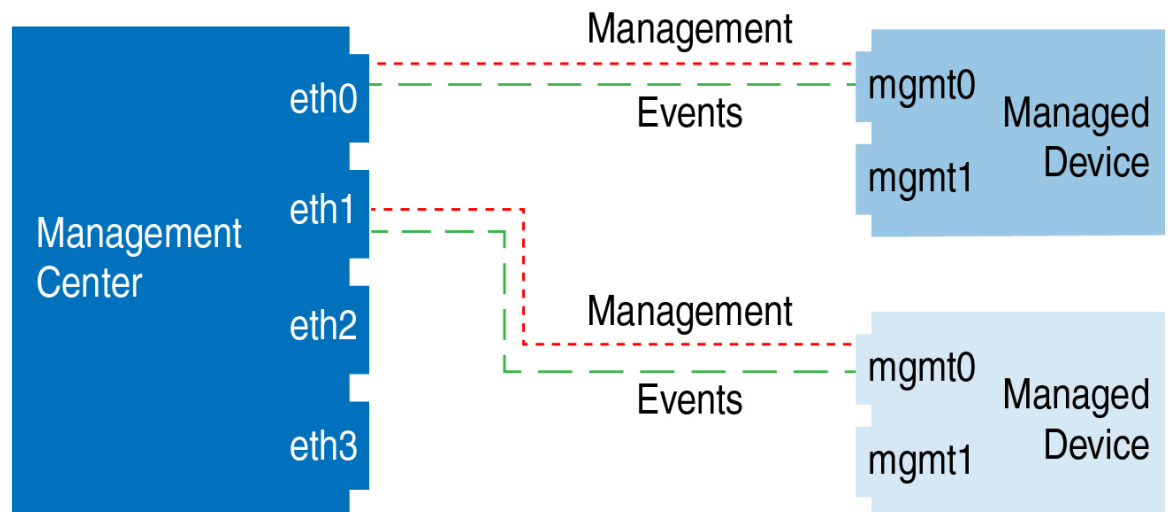 Management
eth0
mgmt0
Events
Managed
Device
mgmt1
eth1
Management
Center
eth2
Management
mgmt0
Events
Managed
Device
eth3
mgmt1